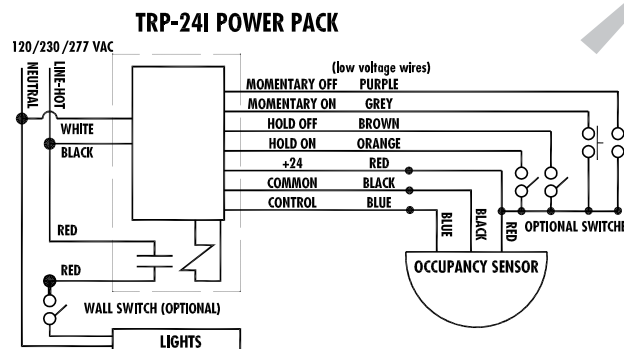 TRP-24I POWER PACK
120/230/277 VAC
NEUTRAL
LINE-HOT
(low voltage wires)
MOMENTARY OFF PURPLE
MOMENTARY ON GREY
WHITE
HOLD OFF BROWN
BLACK
HOLD ON ORANGE
+24 RED
COMMON BLACK
CONTROL BLUE
BLUE
BLACK
RED
OPTIONAL SWITCHE
RED
RED
OCCUPANCY SENSOR
WALL SWITCH (OPTIONAL)
LIGHTS